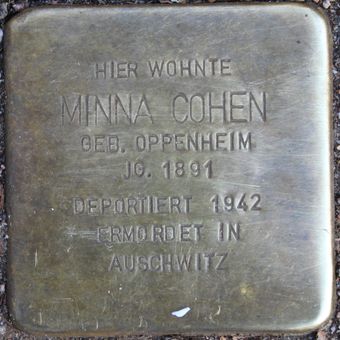 HIER WOHNTE
MINNA COHEN
GEB. OPPENHEIM
JG. 1891
DEPORTIERT 1942
ERMORDET IN
AUSCHWITZ